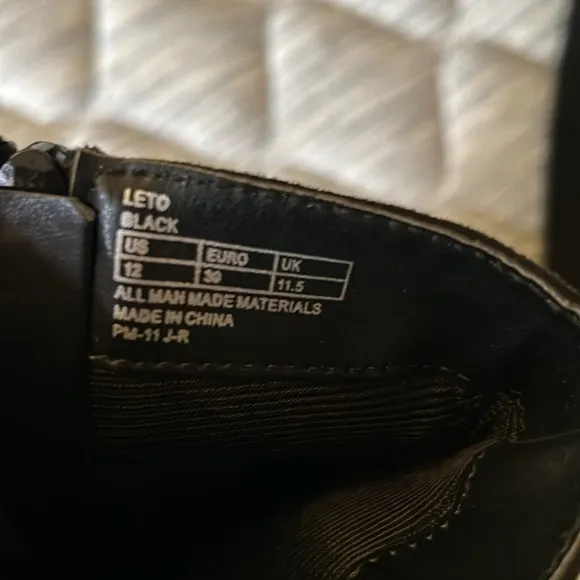 LETO
BLACK
US EURO UK
12 30 11.5
ALL MAN MADE MATERIALS
MADE IN CHINA
PM-11 J-R